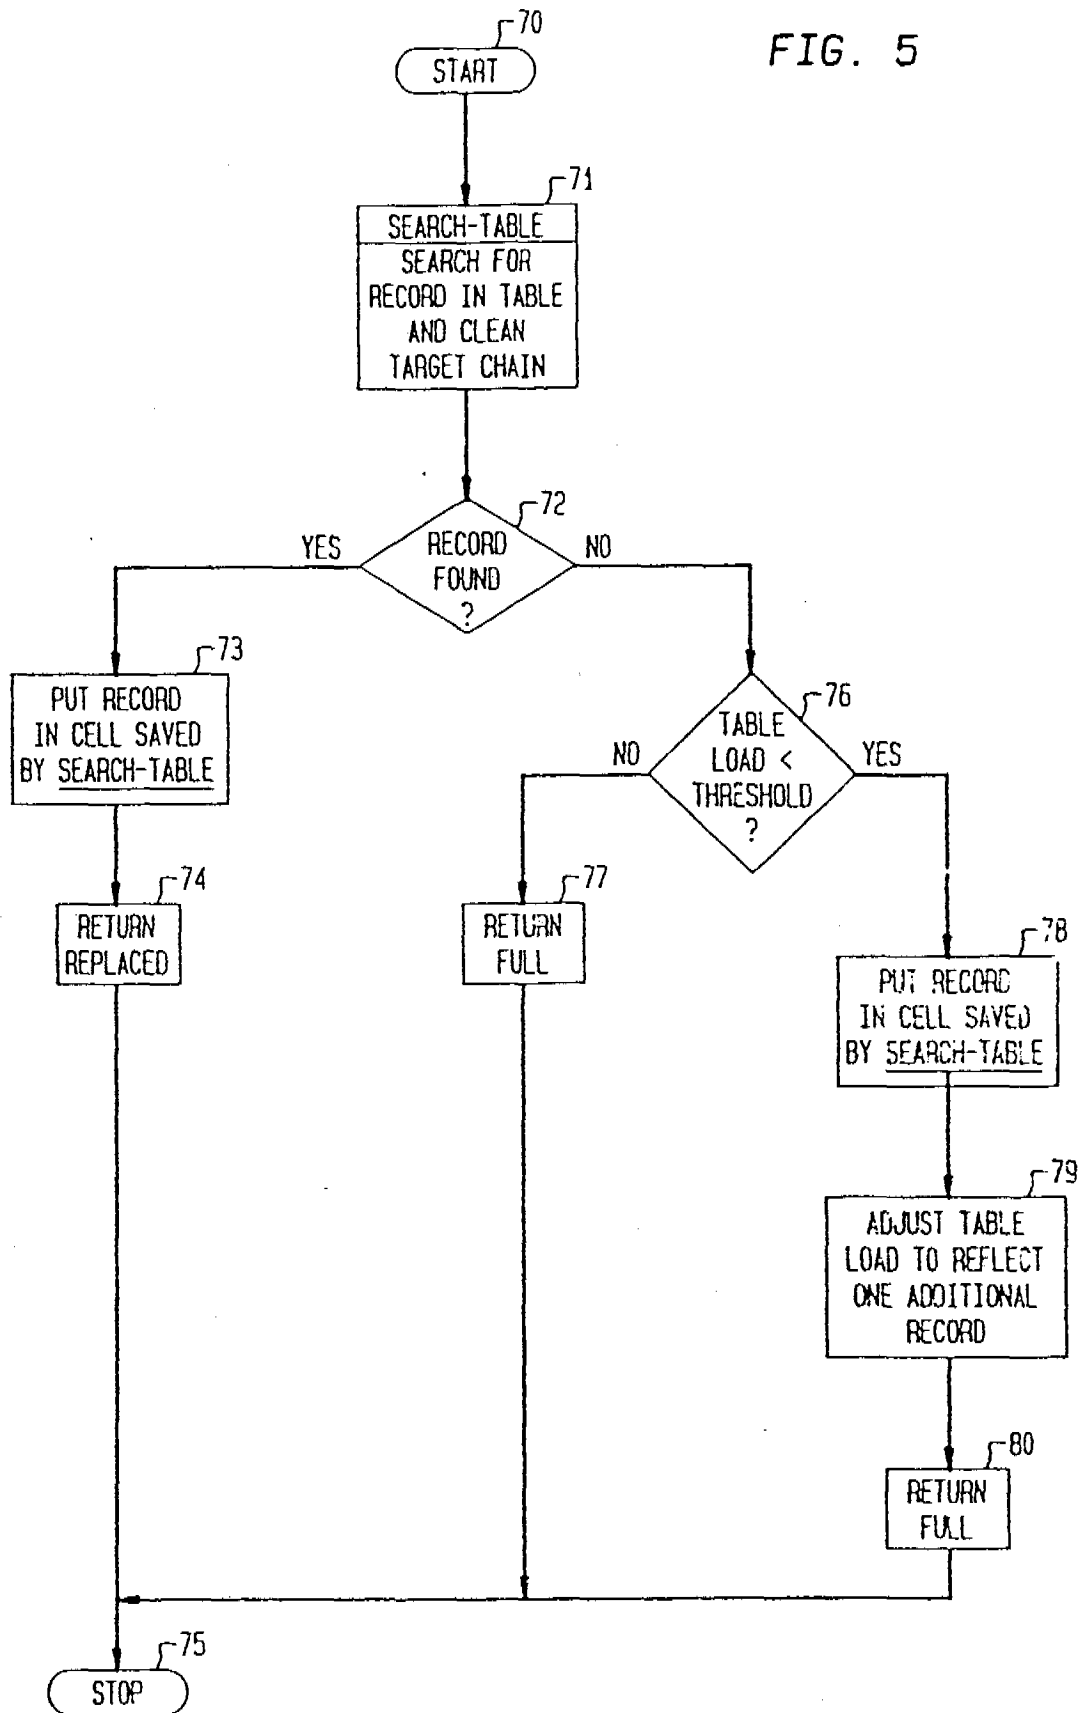 70
FIG. 5
START
71
SEARCH-TABLE
SEARCH FOR
RECORD IN TABLE
AND CLEAN
TARGET CHAIN
72
YES
RECORD
FOUND
?
NO
73
PUT RECORD
IN CELL SAVED
BY SEARCH-TABLE
76
NO
TABLE
LOAD <
THRESHOLD
?
YES
74
RETURN
REPLACED
77
RETURN
FULL
78
PUT RECORD
IN CELL SAVED
BY SEARCH-TABLE
79
ADJUST TABLE
LOAD TO REFLECT
ONE ADDITIONAL
RECORD
80
RETURN
FULL
75
STOP